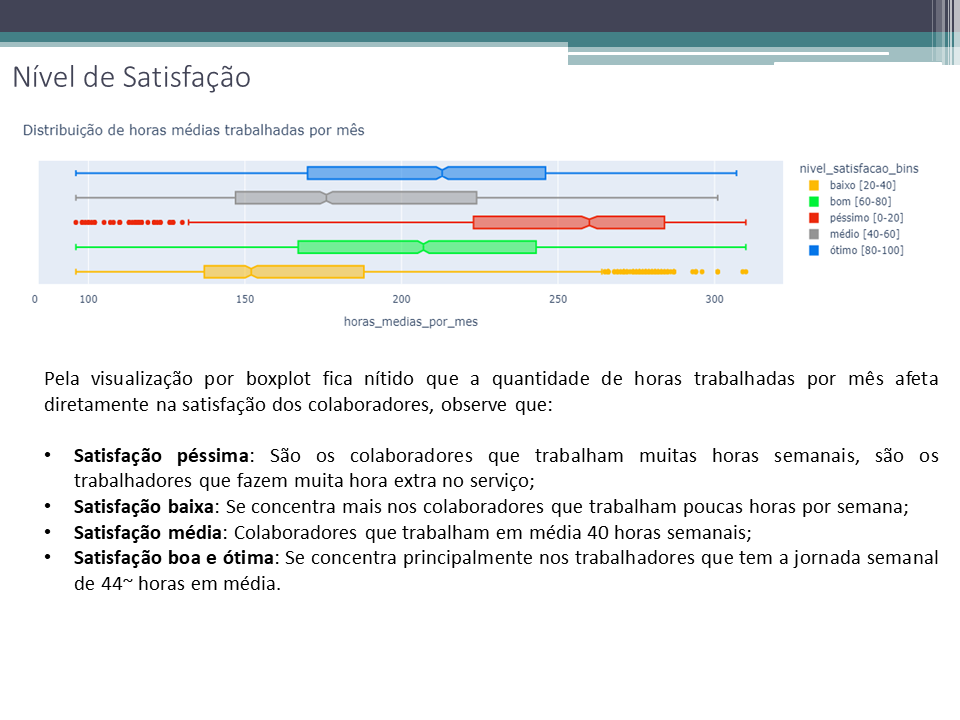 Nível de Satisfação
Distribuição de horas médias trabalhadas por mês
nivel_satisfacao_bins
baixo [20-40]
bom [60-80]
péssimo [0-20]
médio [40-60]
ótimo [80-100]
0 100 150 200 250 300
horas_medias_por_mes
Pela visualização por boxplot fica nítido que a quantidade de horas trabalhadas por mês afeta
diretamente na satisfação dos colaboradores, observe que:
• Satisfação péssima: São os colaboradores que trabalham muitas horas semanais, são os
trabalhadores que fazem muita hora extra no serviço;
• Satisfação baixa: Se concentra mais nos colaboradores que trabalham poucas horas por semana;
• Satisfação média: Colaboradores que trabalham em média 40 horas semanais;
• Satisfação boa e ótima: Se concentra principalmente nos trabalhadores que tem a jornada semanal
de 44~ horas em média.